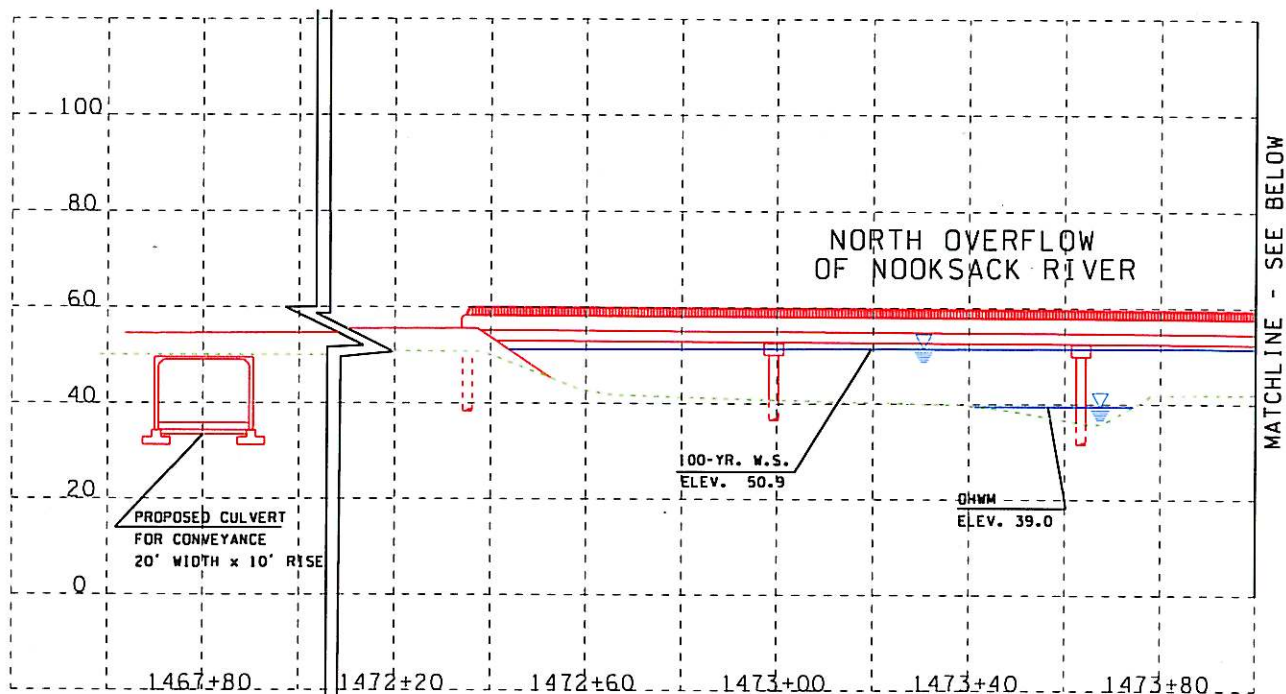 100
80
NORTH OVERFLOW
OF NOOKSACK RIVER
60
40
100-YR. W.S.
ELEV. 50.9
20
OHWM
ELEV. 39.0
PROPOSED CULVERT
FOR CONVEYANCE
20' WIDTH x 10' RISE
0
1467+80 1472+20 1472+60 1473+00 1473+40 1473+80
MATCHLINE - SEE BELOW